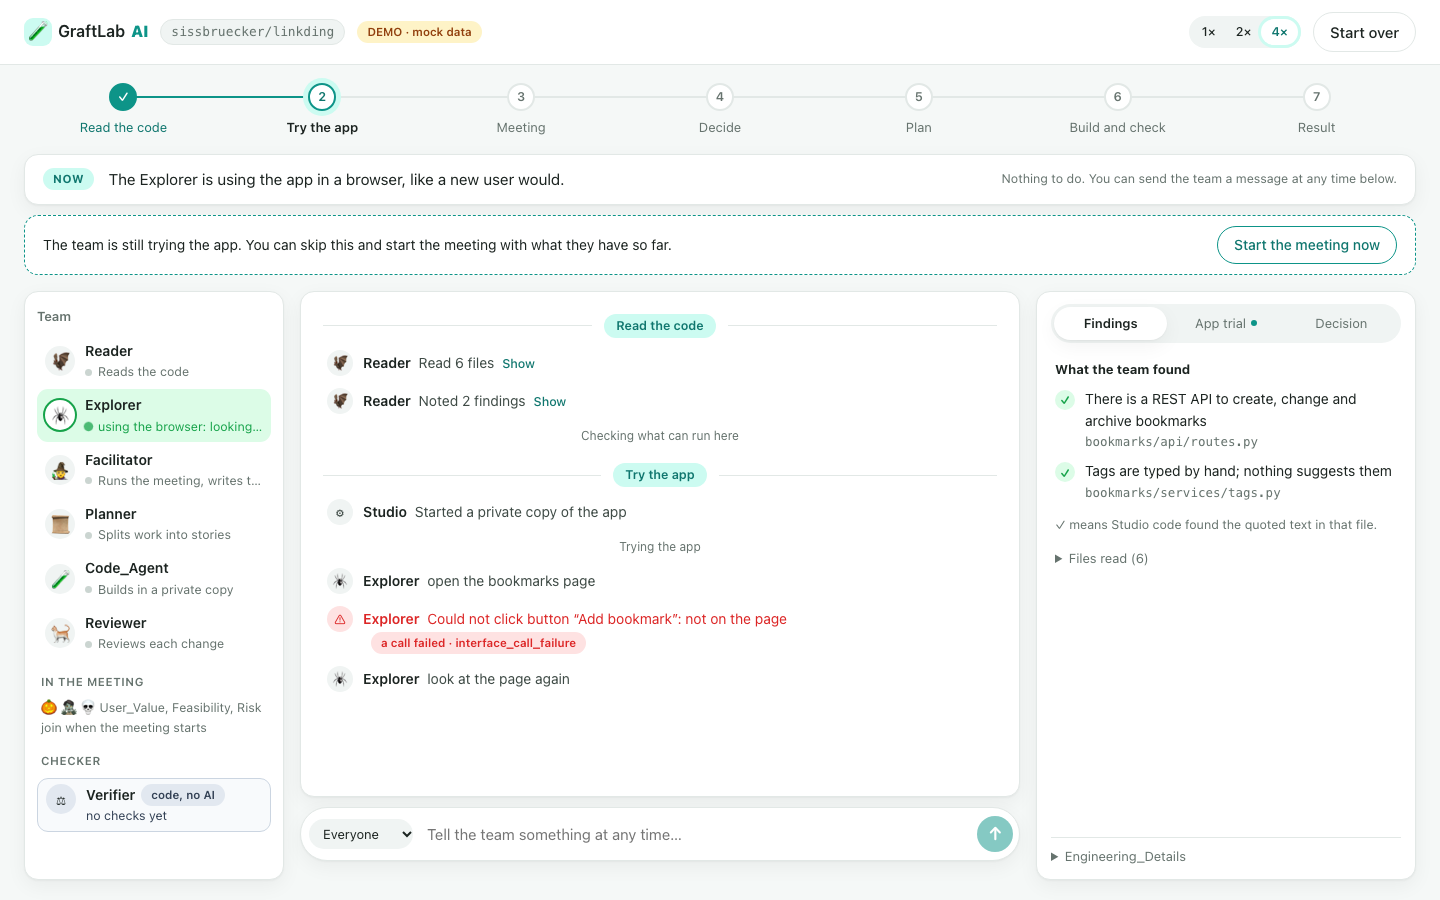 GraftLab AI
sissbruecker/linkding
DEMO · mock data
1×
2×
4×
Start over
2
3
4
5
6
7
Read the code
Try the app
Meeting
Decide
Plan
Build and check
Result
NOW
The Explorer is using the app in a browser, like a new user would.
Nothing to do. You can send the team a message at any time below.
The team is still trying the app. You can skip this and start the meeting with what they have so far.
Start the meeting now
Team
Reader
Reads the code
Explorer
using the browser: looking...
Facilitator
Runs the meeting, writes t...
Planner
Splits work into stories
Code_Agent
Builds in a private copy
Reviewer
Reviews each change
IN THE MEETING
User_Value, Feasibility, Risk
join when the meeting starts
CHECKER
Verifier code, no AI
no checks yet
Read the code
Reader Read 6 files Show
Reader Noted 2 findings Show
Checking what can run here
Try the app
Studio Started a private copy of the app
Trying the app
Explorer open the bookmarks page
Explorer Could not click button “Add bookmark”: not on the page
a call failed · interface_call_failure
Explorer look at the page again
Everyone
Tell the team something at any time...
Findings
App trial
Decision
What the team found
There is a REST API to create, change and
archive bookmarks
bookmarks/api/routes.py
Tags are typed by hand; nothing suggests them
bookmarks/services/tags.py
✓ means Studio code found the quoted text in that file.
Files read (6)
Engineering_Details